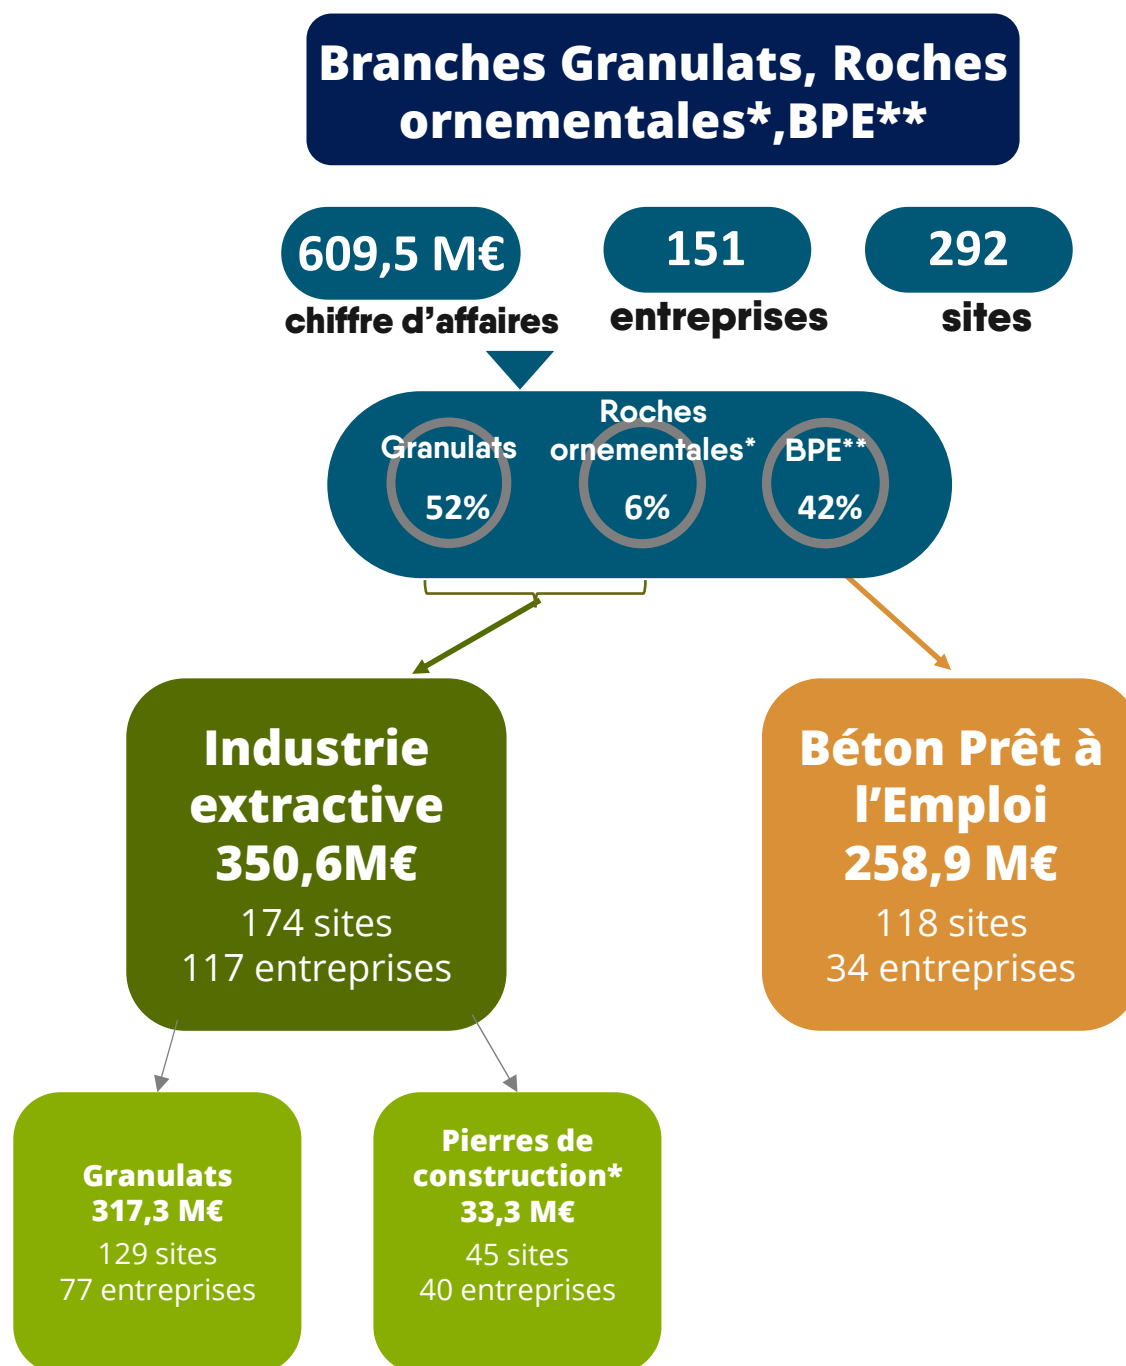 Branches Granulats, Roches
ornementales*,BPE**
609,5 M€
chiffre d’affaires
151
entreprises
292
sites
Granulats
52%
Roches
ornementales*
6%
BPE**
42%
Industrie
extractive
350,6M€
174 sites
117 entreprises
Béton Prêt à
l’Emploi
258,9 M€
118 sites
34 entreprises
Granulats
317,3 M€
129 sites
77 entreprises
Pierres de
construction*
33,3 M€
45 sites
40 entreprises